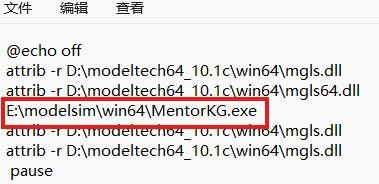 文件 编辑 查看
@echo off
attrib -r D:\modeltech64_10.1c\win64\mgls.dll
attrib -r D:\modeltech64_10.1c\win64\mgls64.dll
E:\modelsim\win64\MentorKG.exe
attrib -r D:\modeltech64_10.1c\win64\mgls.dll
attrib -r D:\modeltech64_10.1c\win64\mgls.dll
pause